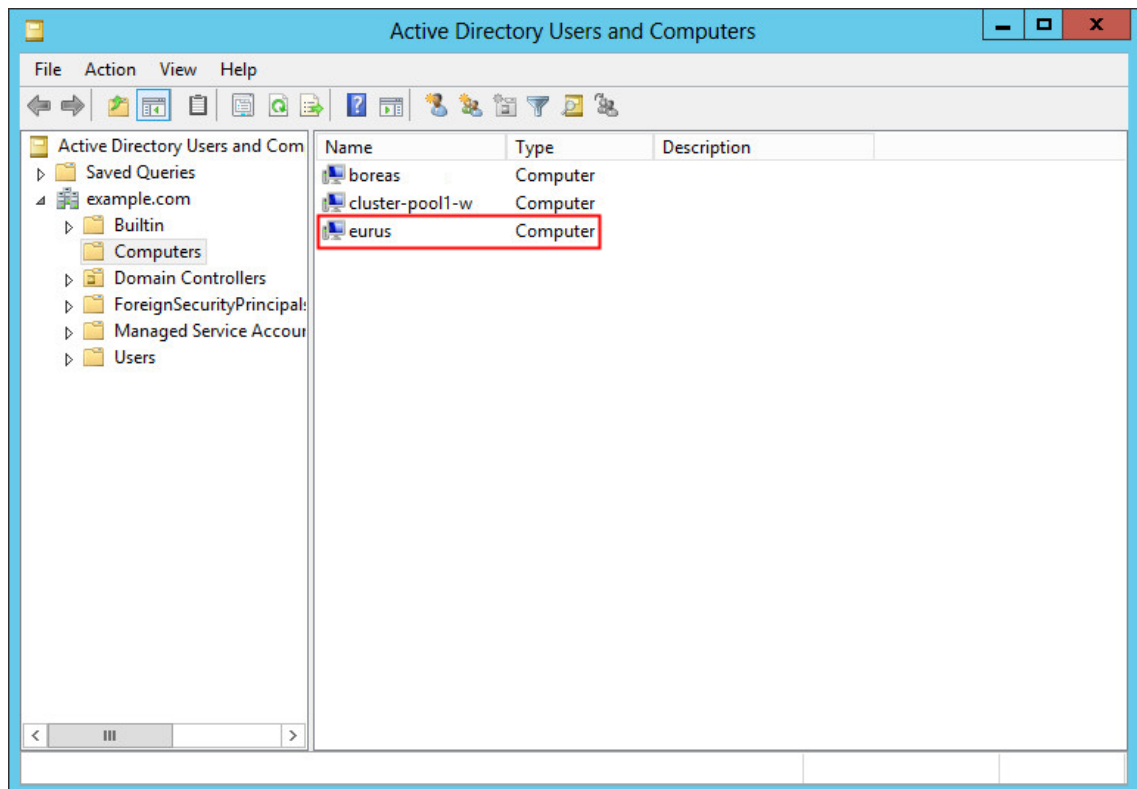 Active Directory Users and Computers
File Action View Help
Active Directory Users and Com
Saved Queries
example.com
Builtin
Computers
Domain Controllers
ForeignSecurityPrincipals
Managed Service Accour
Users
Name Type Description
boreas Computer
cluster-pool1-w Computer
eurus Computer